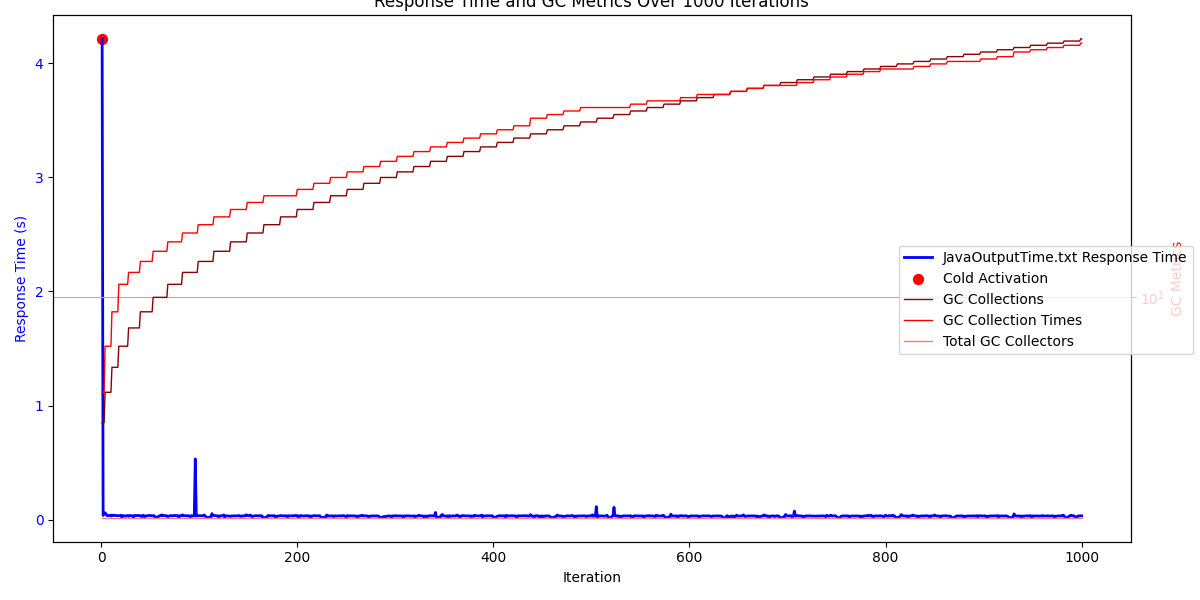 Response Time and GC Metrics Over 1000 Iterations
4
3
2
1
0
Response Time (s)
0
200
400
600
800
1000
Iteration
JavaOutputTime.txt Response Time
Cold Activation
GC Collections
GC Collection Times
Total GC Collectors
10¹
GC Metrics